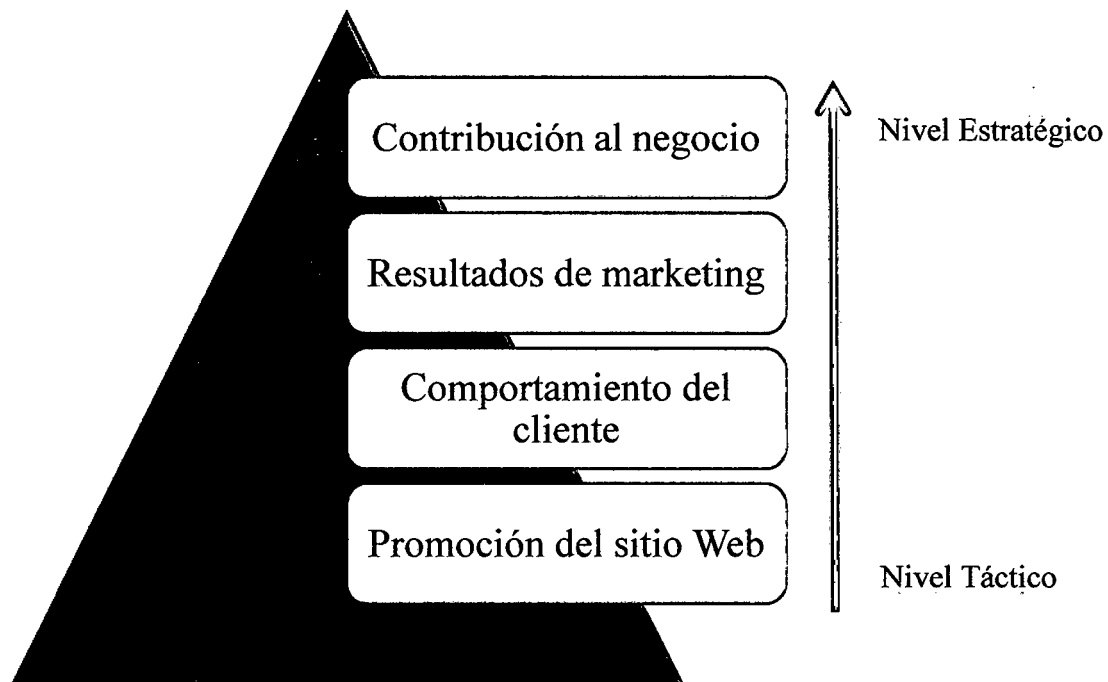 Contribución al negocio
Nivel Estratégico
Resultados de marketing
Comportamiento del
cliente
Promoción del sitio Web
Nivel Táctico